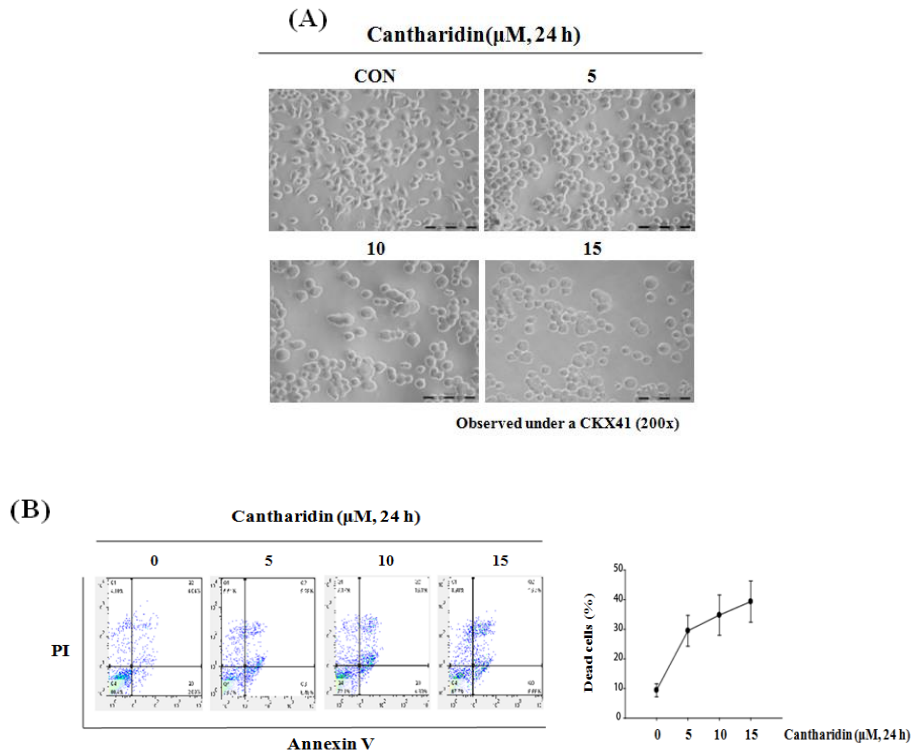 (A)
Cantharidin(μM, 24 h)
CON 5
10 15
Observed under a CKX41 (200x)
(B)
Cantharidin (μM, 24 h)
0 5 10 15
PI
Annexin V
Dead cells (%)
50
40
30
20
10
0
0 5 10 15 Cantharidin (μM, 24 h)